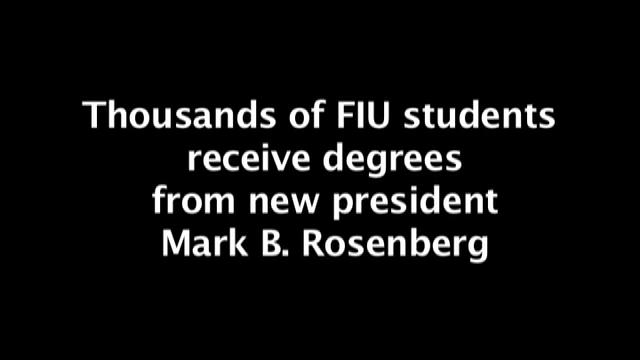 Thousands of FIU students
receive degrees
from new president
Mark B. Rosenberg